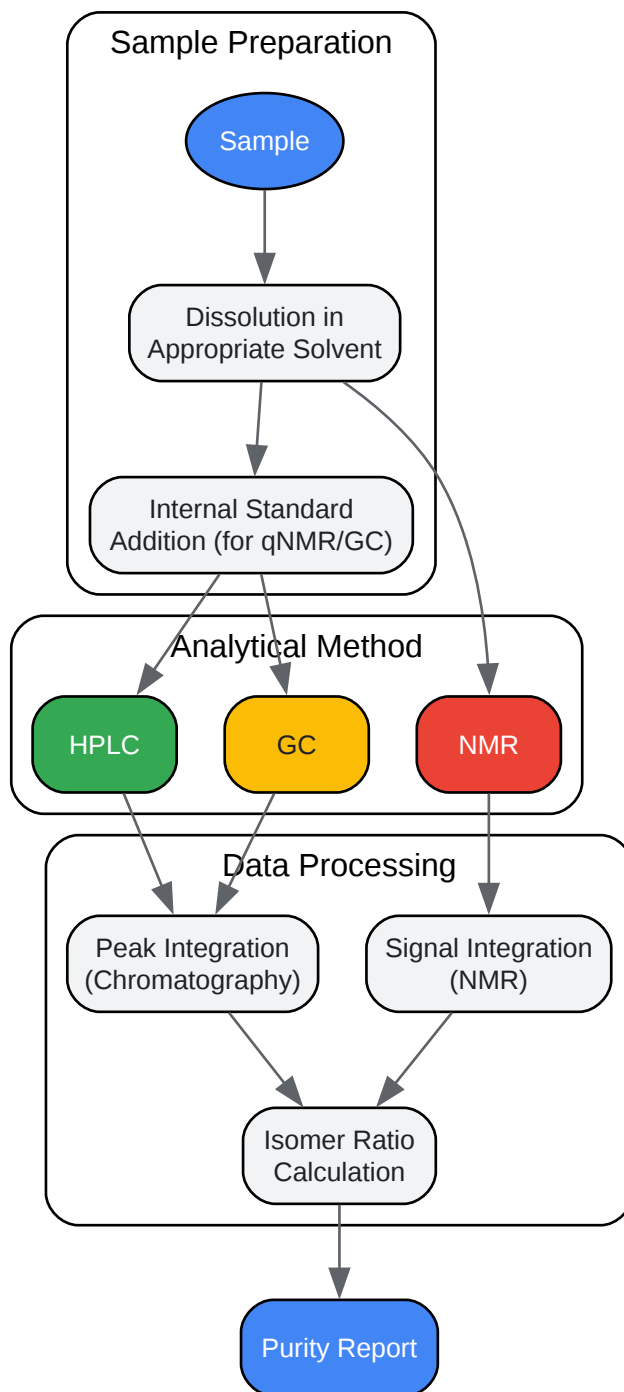 Sample Preparation
Sample
Dissolution in
Appropriate Solvent
Internal Standard
Addition (for qNMR/GC)
Analytical Method
HPLC
GC
NMR
Data Processing
Peak Integration
(Chromatography)
Signal Integration
(NMR)
Isomer Ratio
Calculation
Purity Report